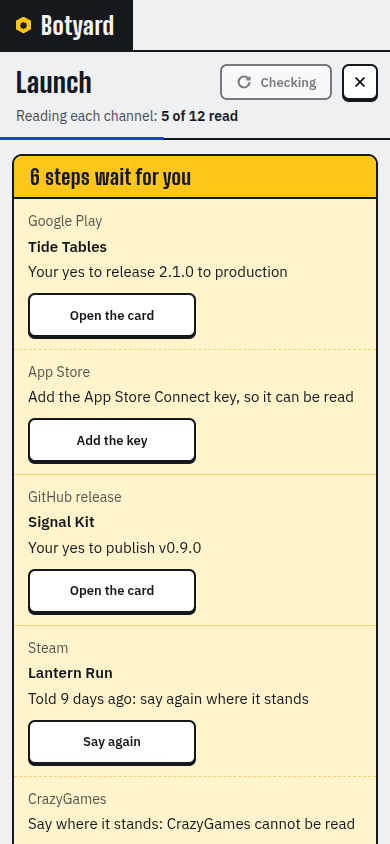 Botyard
Launch
Checking
Reading each channel: 5 of 12 read
6 steps wait for you
Google Play
Tide Tables
Your yes to release 2.1.0 to production
Open the card
App Store
Add the App Store Connect key, so it can be read
Add the key
GitHub release
Signal Kit
Your yes to publish v0.9.0
Open the card
Steam
Lantern Run
Told 9 days ago: say again where it stands
Say again
CrazyGames
Say where it stands: CrazyGames cannot be read